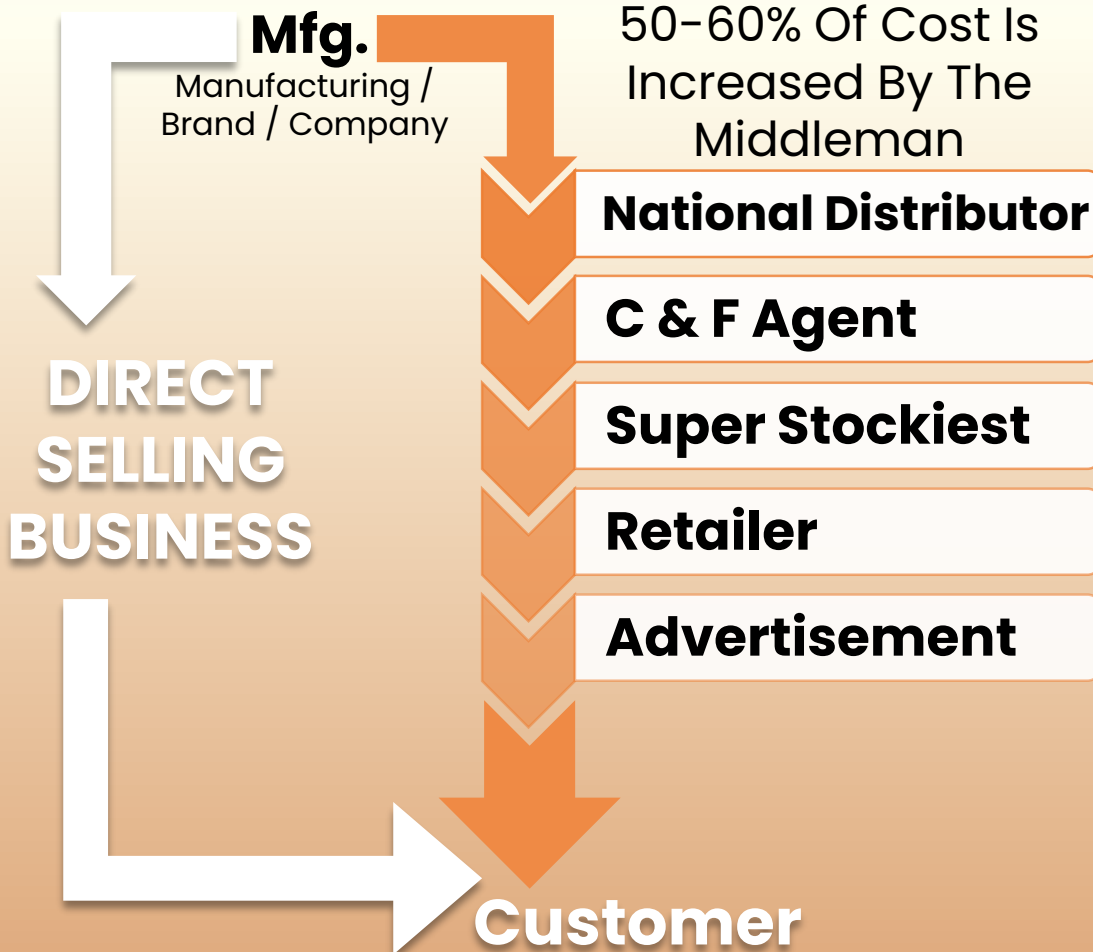 Mfg.
Manufacturing /
Brand / Company
50-60% Of Cost Is
Increased By The
Middleman
National Distributor
C & F Agent
Super Stockiest
Retailer
Advertisement
DIRECT
SELLING
BUSINESS
Customer